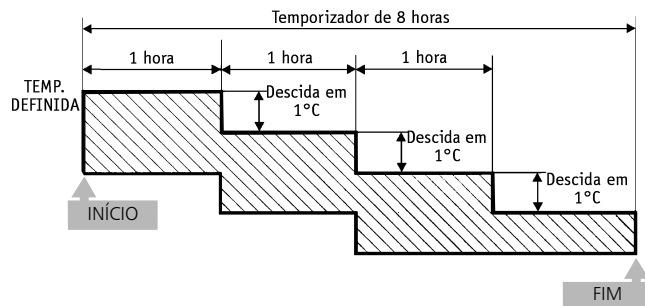 Temporizador de 8 horas
1 hora
1 hora
1 hora
TEMP.
DEFINIDA
Descida em
1°C
Descida em
1°C
Descida em
1°C
INÍCIO
FIM